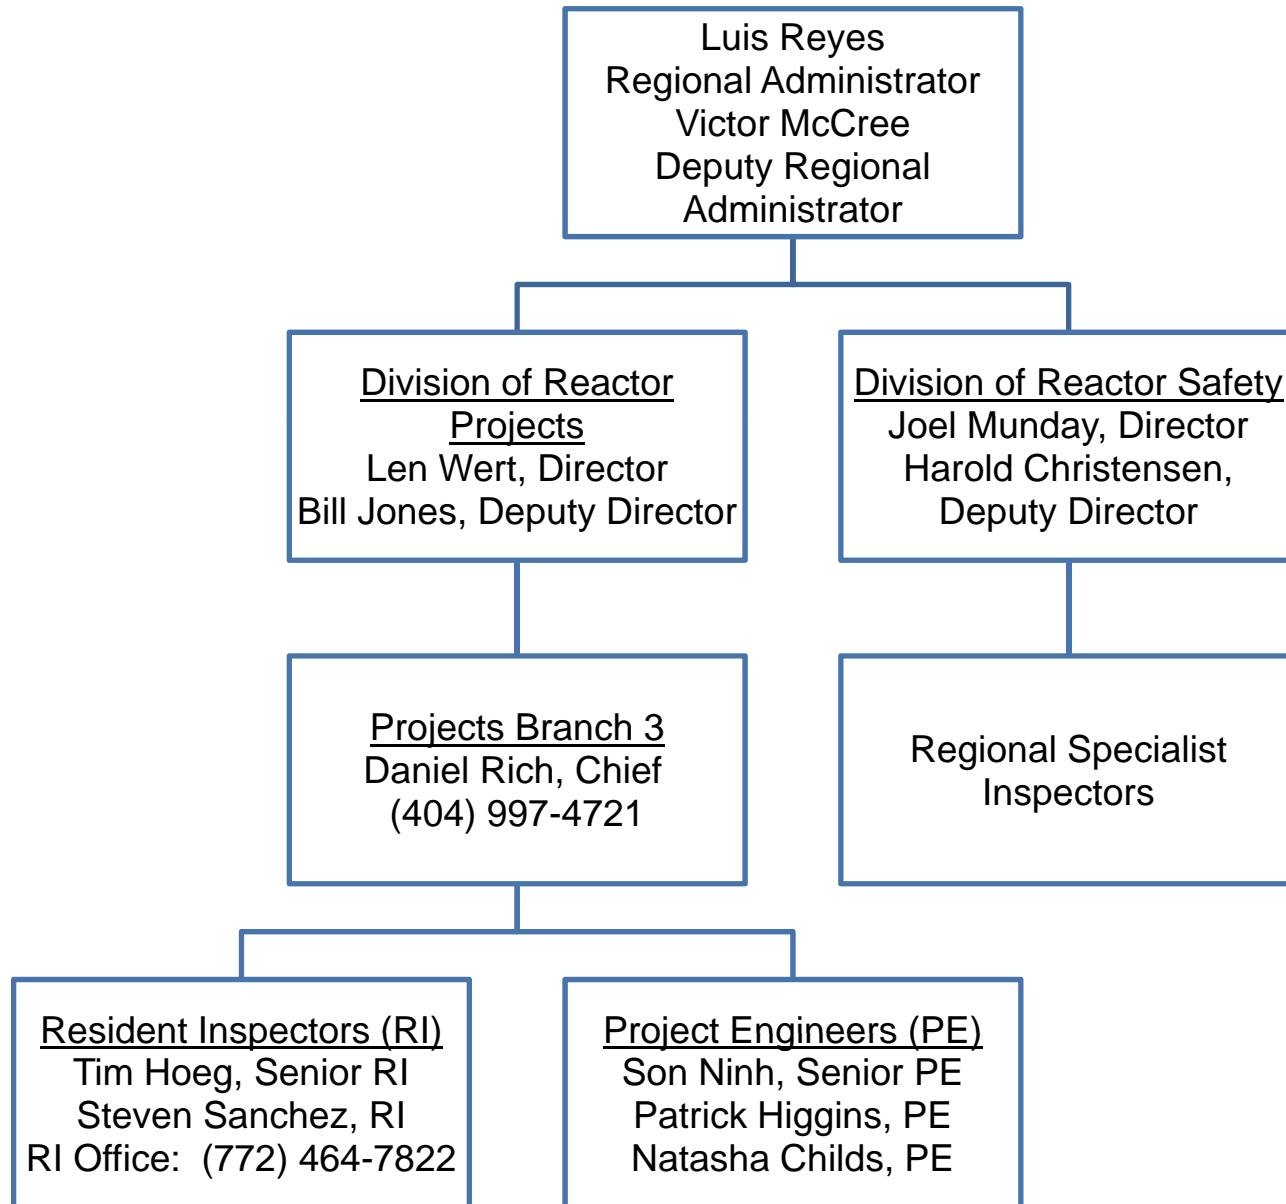 Luis Reyes
Regional Administrator
Victor McCree
Deputy Regional
Administrator
Division of Reactor
Projects
Len Wert, Director
Bill Jones, Deputy Director
Division of Reactor Safety
Joel Munday, Director
Harold Christensen,
Deputy Director
Projects Branch 3
Daniel Rich, Chief
(404) 997-4721
Regional Specialist
Inspectors
Resident Inspectors (RI)
Tim Hoeg, Senior RI
Steven Sanchez, RI
RI Office:  (772) 464-7822
Project Engineers (PE)
Son Ninh, Senior PE
Patrick Higgins, PE
Natasha Childs, PE